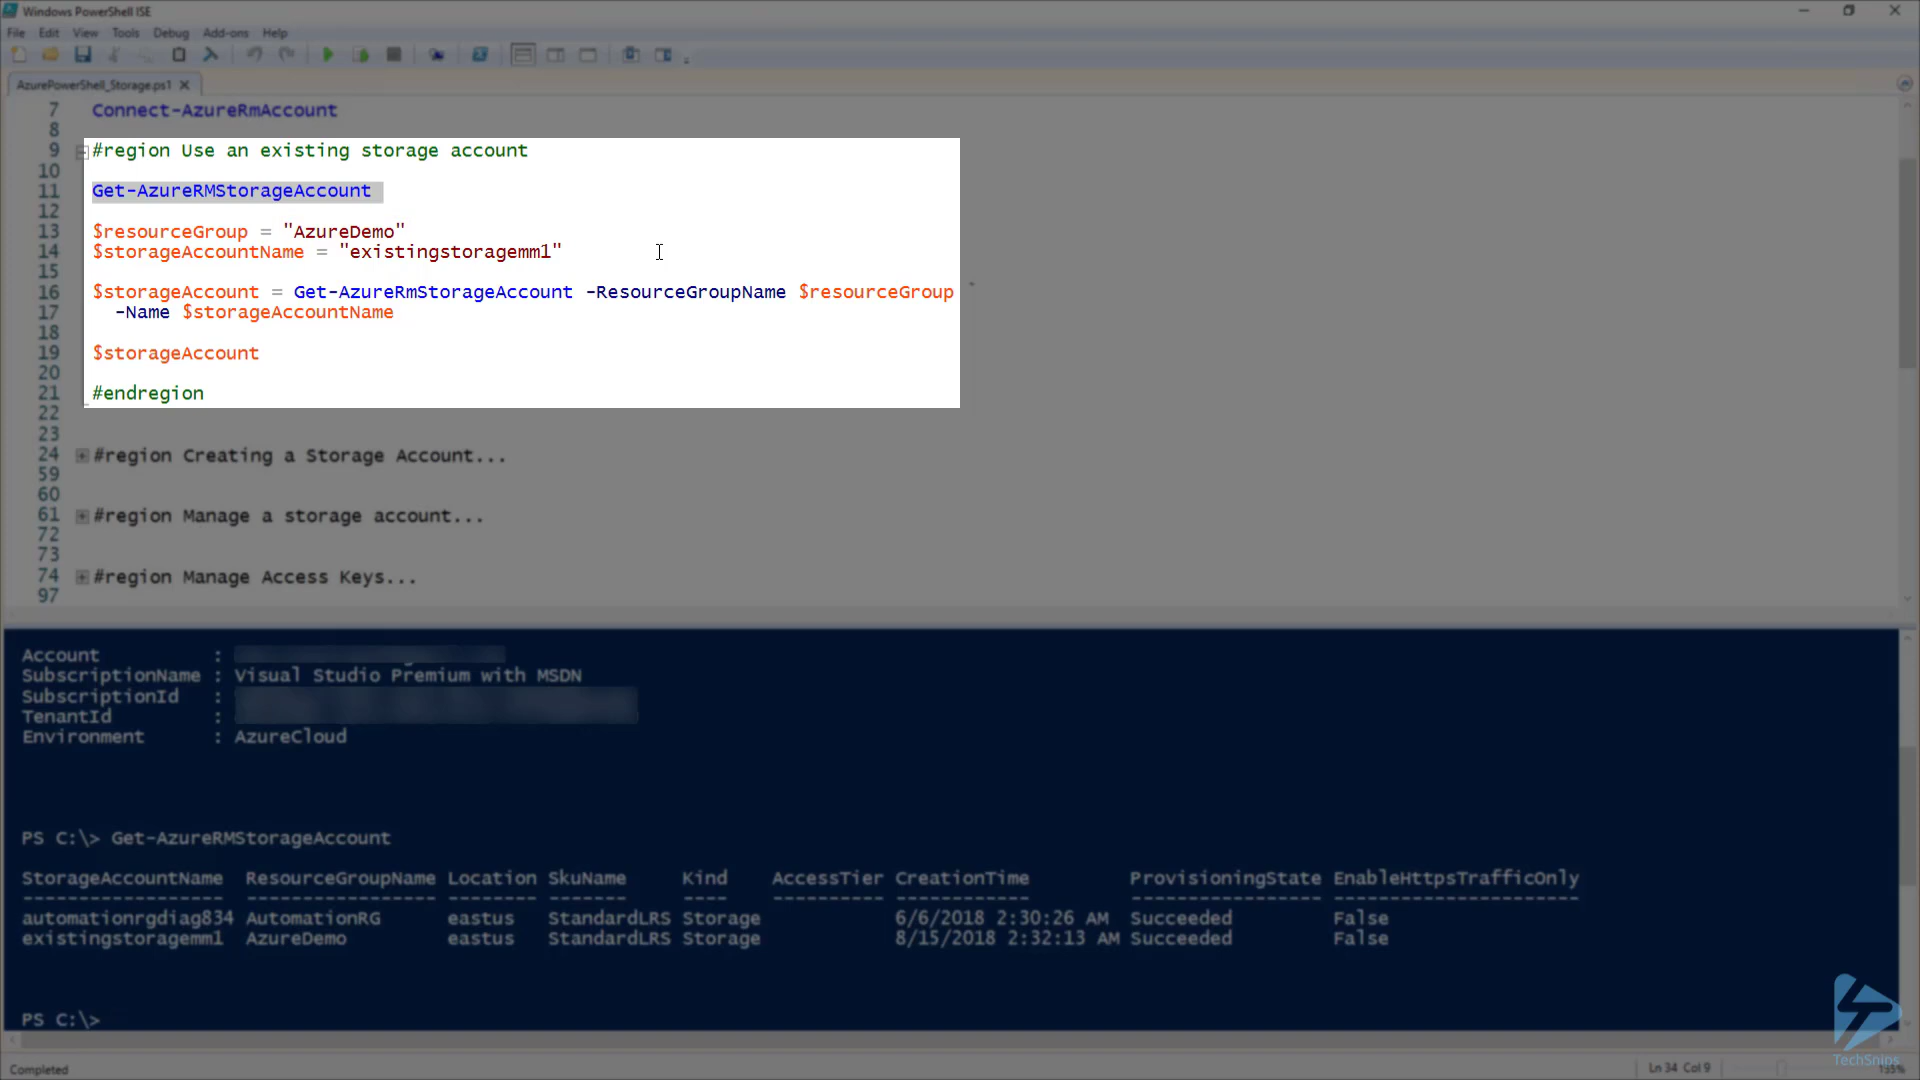 Windows PowerShell ISE
File Edit View Tools Debug Add-ons Help
AzurePowerShell_Storage.ps1
7 Connect-AzureRmAccount
8
9 #region Use an existing storage account
10
11 Get-AzureRMStorageAccount
12
13 $resourceGroup = "AzureDemo"
14 $storageAccountName = "existingstoragemm1"
15
16 $storageAccount = Get-AzureRmStorageAccount -ResourceGroupName $resourceGroup `
17 -Name $storageAccountName
18
19 $storageAccount
20
21 #endregion
22
23
24 #region Creating a Storage Account...
59
60
61 #region Manage a storage account...
72
73
74 #region Manage Access Keys...
97
Account :
SubscriptionName : Visual Studio Premium with MSDN
SubscriptionId :
TenantId :
Environment : AzureCloud
PS C:\> Get-AzureRMStorageAccount
StorageAccountName ResourceGroupName Location SkuName Kind AccessTier CreationTime ProvisioningState EnableHttpsTrafficOnly
------------------ ----------------- -------- ------- ---- ---------- ------------ ----------------- ----------------------
automationrgdiag834 AutomationRG eastus StandardLRS Storage 6/6/2018 2:30:26 AM Succeeded False
existingstoragemm1 AzureDemo eastus StandardLRS Storage 8/15/2018 2:32:13 AM Succeeded False
PS C:\>
TechSnips
Completed
Ln 34 Col 9